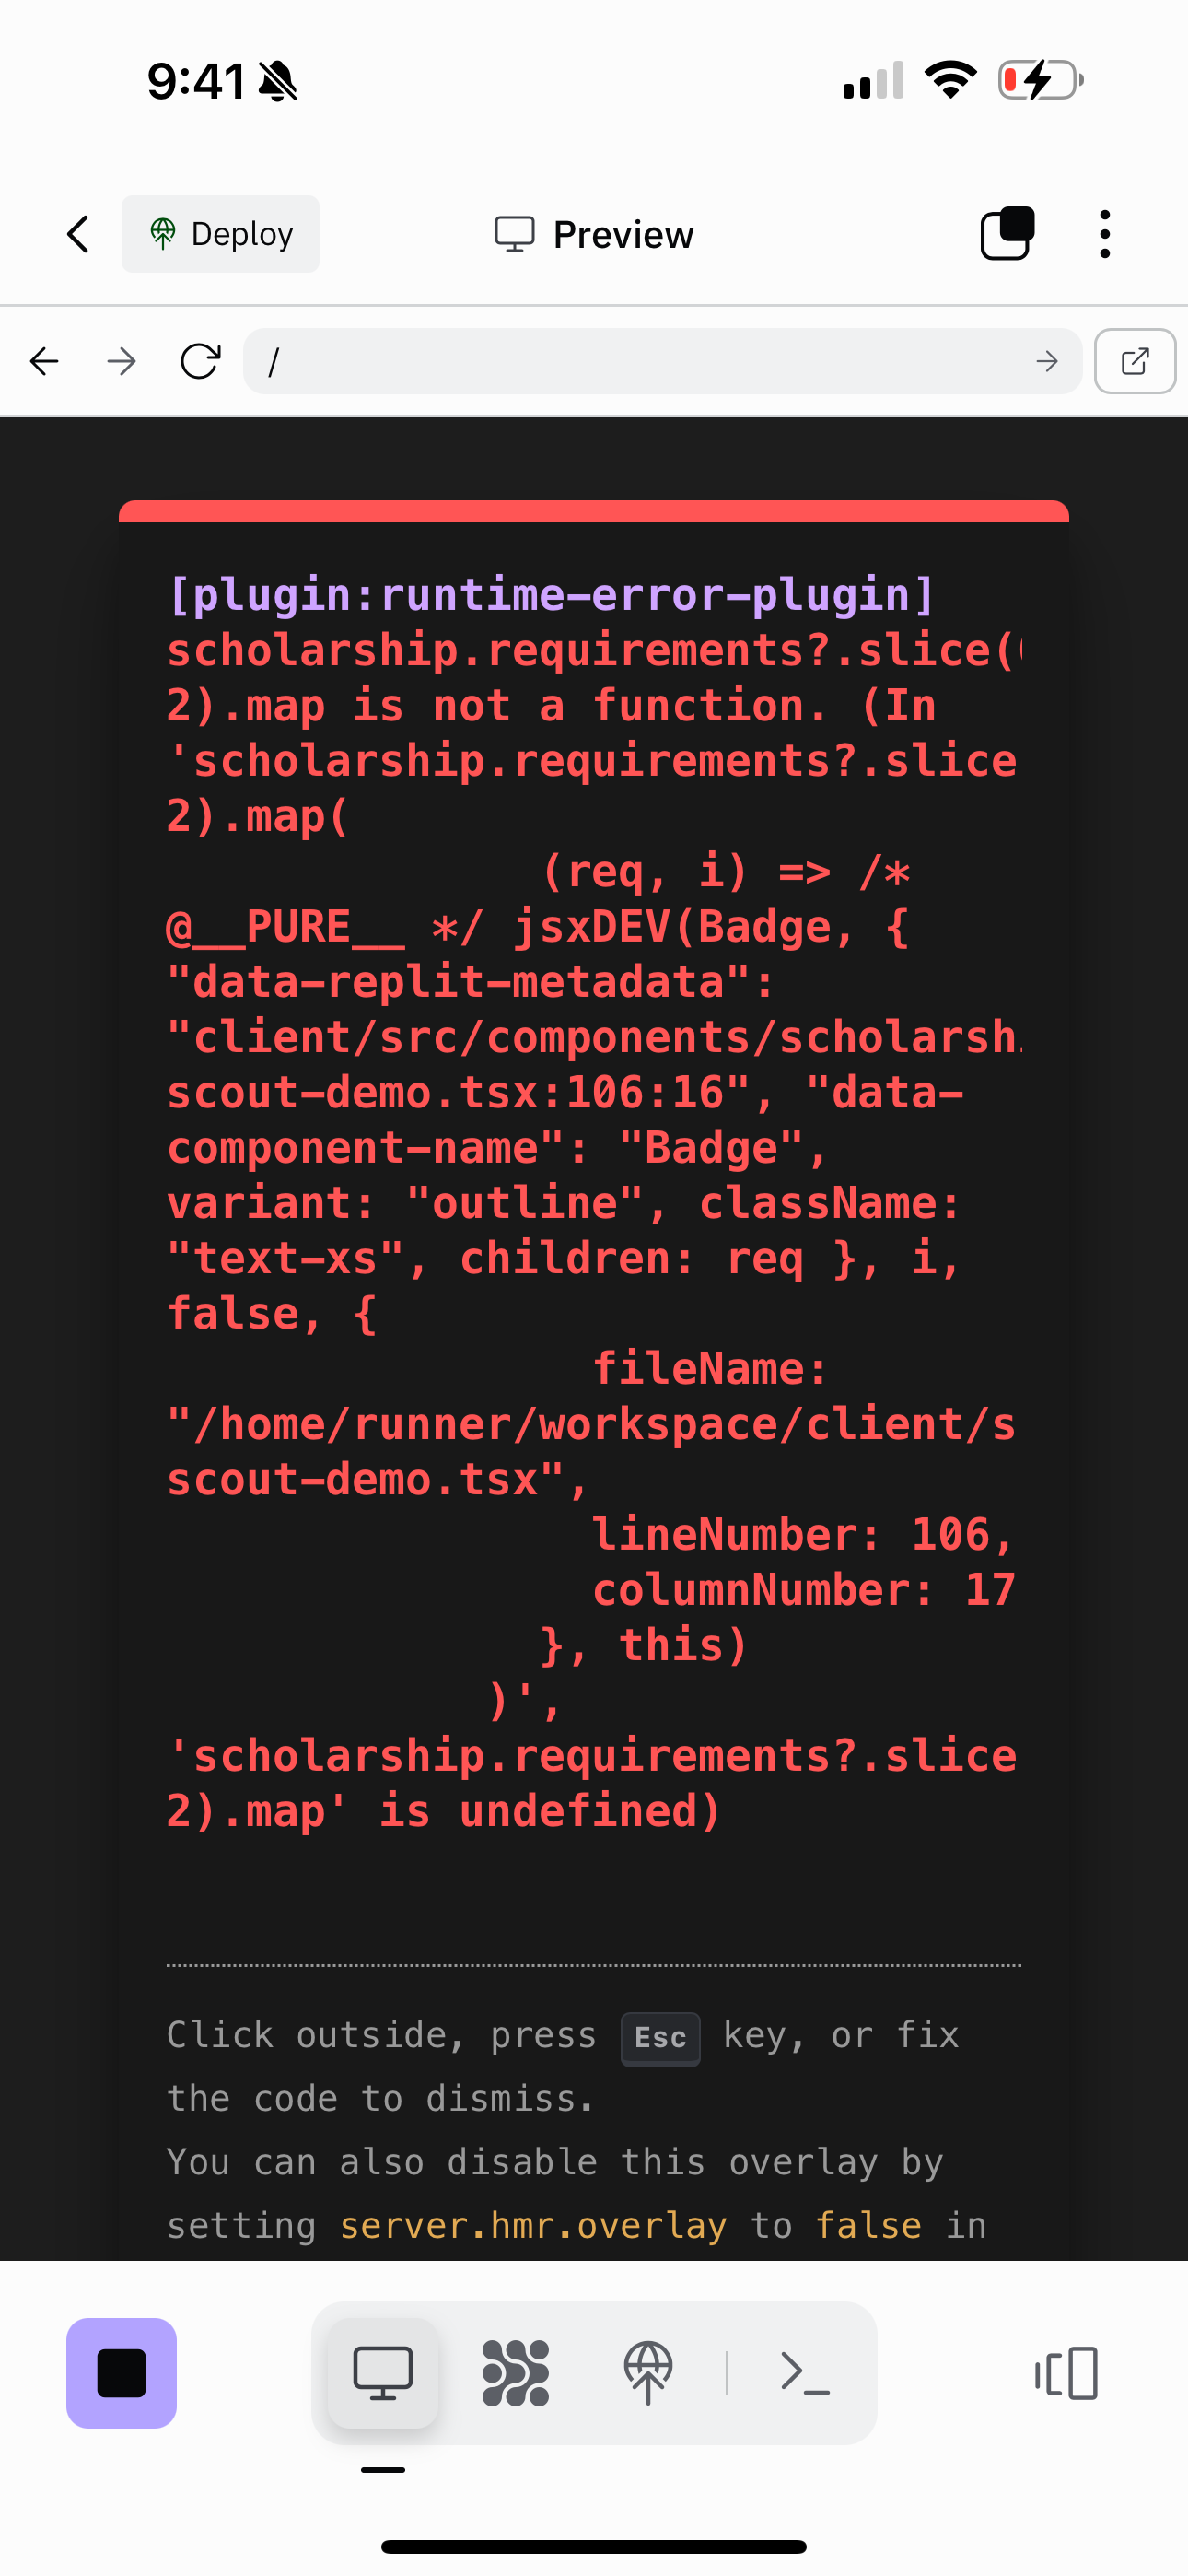 9:41
Deploy
Preview
/
[plugin:runtime-error-plugin]
scholarship.requirements?.slice(
2).map is not a function. (In
'scholarship.requirements?.slice
2).map(
(req, i) => /*
@__PURE__ */ jsxDEV(Badge, {
"data-replit-metadata":
"client/src/components/scholarsh
scout-demo.tsx:106:16", "data-
component-name": "Badge",
variant: "outline", className:
"text-xs", children: req }, i,
false, {
fileName:
"/home/runner/workspace/client/s
scout-demo.tsx",
lineNumber: 106,
columnNumber: 17
}, this)
)',
'scholarship.requirements?.slice
2).map' is undefined)
Click outside, press Esc key, or fix
the code to dismiss.
You can also disable this overlay by
setting server.hmr.overlay to false in